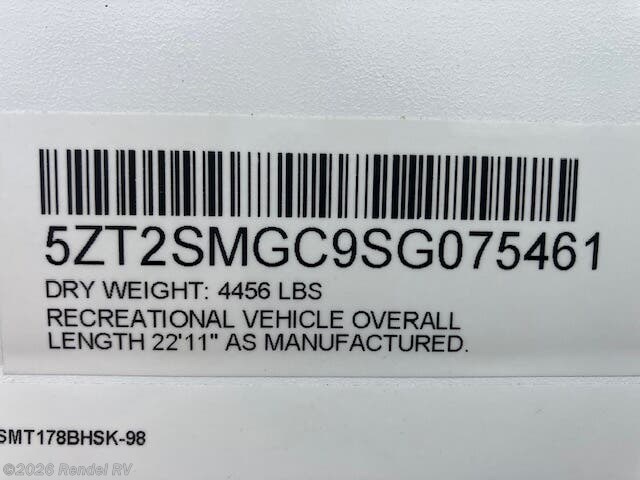 5ZT2SMGC9SG075461
DRY WEIGHT: 4456 LBS
RECREATIONAL VEHICLE OVERALL
LENGTH 22'11" AS MANUFACTURED.
SMT178BHSK-98
©2026 Rendel RV